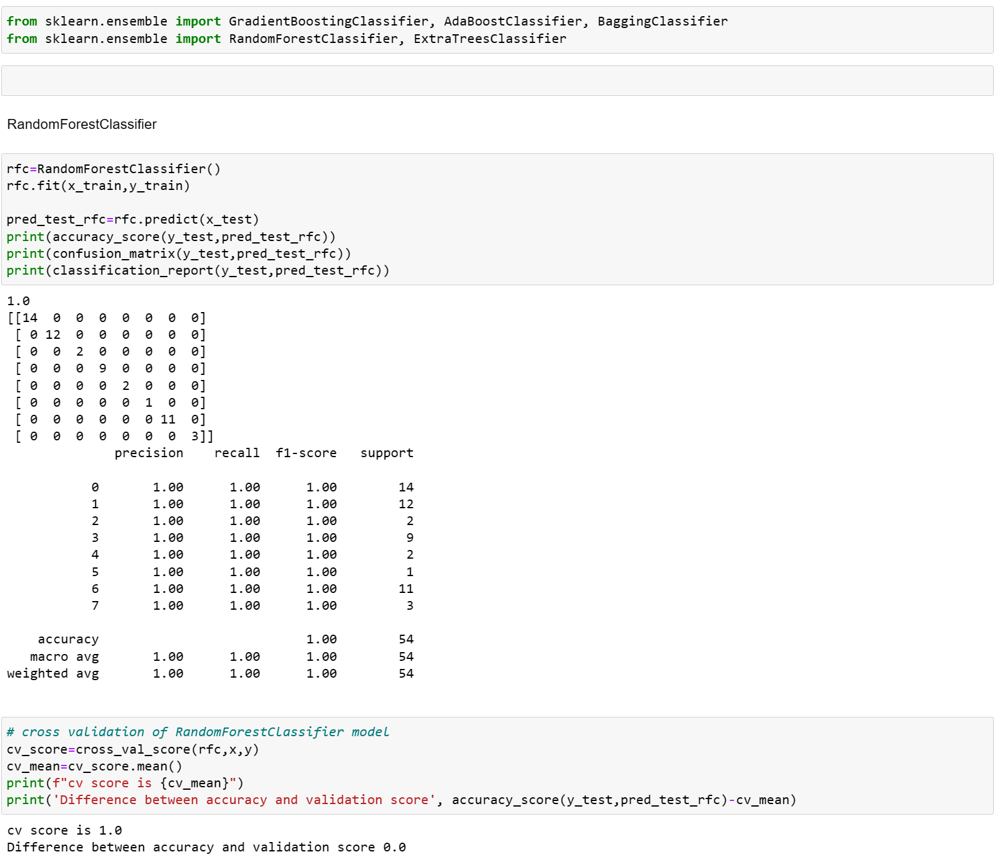 from sklearn.ensemble import GradientBoostingClassifier, AdaBoostClassifier, BaggingClassifier
from sklearn.ensemble import RandomForestClassifier, ExtraTreesClassifier
RandomForestClassifier
rfc=RandomForestClassifier()
rfc.fit(x_train,y_train)
pred_test_rfc=rfc.predict(x_test)
print(accuracy_score(y_test,pred_test_rfc))
print(confusion_matrix(y_test,pred_test_rfc))
print(classification_report(y_test,pred_test_rfc))
1.0
[[14  0  0  0  0  0  0  0]
 [ 0 12  0  0  0  0  0  0]
 [ 0  0  2  0  0  0  0  0]
 [ 0  0  0  9  0  0  0  0]
 [ 0  0  0  0  2  0  0  0]
 [ 0  0  0  0  0  1  0  0]
 [ 0  0  0  0  0  0 11  0]
 [ 0  0  0  0  0  0  0  3]]
              precision    recall  f1-score   support
           0       1.00      1.00      1.00        14
           1       1.00      1.00      1.00        12
           2       1.00      1.00      1.00         2
           3       1.00      1.00      1.00         9
           4       1.00      1.00      1.00         2
           5       1.00      1.00      1.00         1
           6       1.00      1.00      1.00        11
           7       1.00      1.00      1.00         3
    accuracy                           1.00        54
   macro avg       1.00      1.00      1.00        54
weighted avg       1.00      1.00      1.00        54
# cross validation of RandomForestClassifier model
cv_score=cross_val_score(rfc,x,y)
cv_mean=cv_score.mean()
print(f"cv score is {cv_mean}")
print('Difference between accuracy and validation score', accuracy_score(y_test,pred_test_rfc)-cv_mean)
cv score is 1.0
Difference between accuracy and validation score 0.0